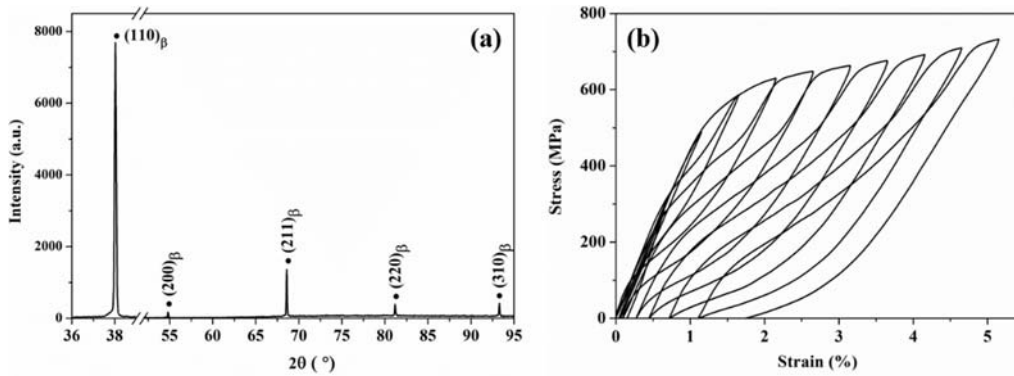 (a)
8000
6000
4000
2000
0
Intensity (a.u.)
• (110)β
• (200)β
• (211)β
• (220)β
• (310)β
36 38 55 60 65 70 75 80 85 90 95
2θ ( °)
(b)
800
600
400
200
0
Stress (MPa)
0 1 2 3 4 5
Strain (%)